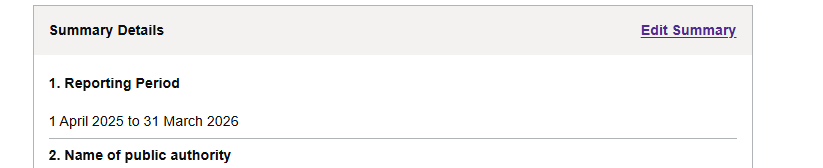 Summary Details
Edit Summary
1. Reporting Period
1 April 2025 to 31 March 2026
2. Name of public authority